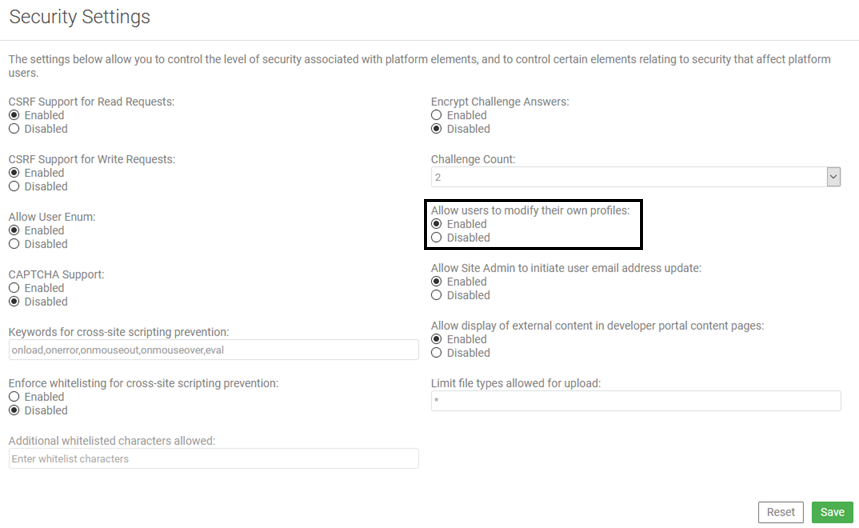 Security Settings
The settings below allow you to control the level of security associated with platform elements, and to control certain elements relating to security that affect platform
users.
CSRF Support for Read Requests:
Enabled
Disabled
CSRF Support for Write Requests:
Enabled
Disabled
Allow User Enum:
Enabled
Disabled
CAPTCHA Support:
Enabled
Disabled
Keywords for cross-site scripting prevention:
onload,onerror,onmouseout,onmouseover,eval
Enforce whitelisting for cross-site scripting prevention:
Enabled
Disabled
Additional whitelisted characters allowed:
Enter whitelist characters
Encrypt Challenge Answers:
Enabled
Disabled
Challenge Count:
2
Allow users to modify their own profiles:
Enabled
Disabled
Allow Site Admin to initiate user email address update:
Enabled
Disabled
Allow display of external content in developer portal content pages:
Enabled
Disabled
Limit file types allowed for upload:
*
Reset
Save